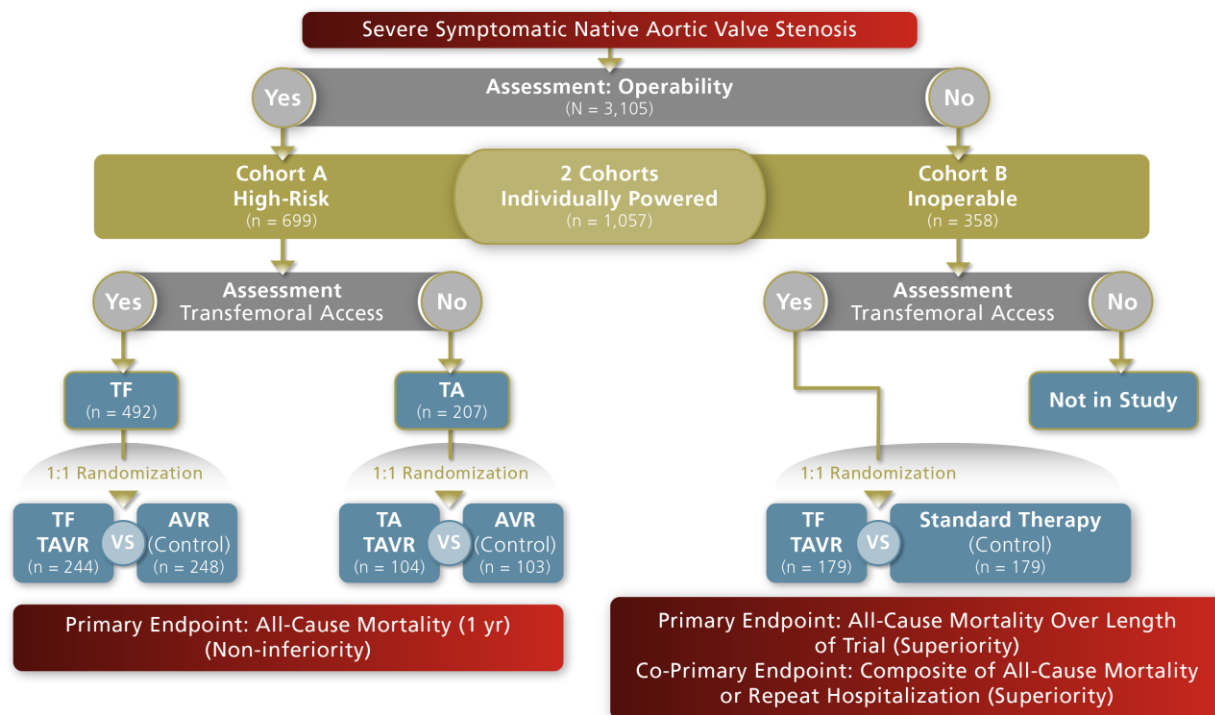 Severe Symptomatic Native Aortic Valve Stenosis
Yes
Assessment: Operability
(N = 3,105)
No
Cohort A
High-Risk
(n = 699)
2 Cohorts
Individually Powered
(n = 1,057)
Cohort B
Inoperable
(n = 358)
Yes
Assessment
Transfemoral Access
No
Yes
Assessment
Transfemoral Access
No
TF
(n = 492)
TA
(n = 207)
Not in Study
1:1 Randomization
1:1 Randomization
1:1 Randomization
TF
TAVR
(n = 244)
VS
AVR
(Control)
(n = 248)
TA
TAVR
(n = 104)
VS
AVR
(Control)
(n = 103)
TF
TAVR
(n = 179)
VS
Standard Therapy
(Control)
(n = 179)
Primary Endpoint: All-Cause Mortality (1 yr)
(Non-inferiority)
Primary Endpoint: All-Cause Mortality Over Length
of Trial (Superiority)
Co-Primary Endpoint: Composite of All-Cause Mortality
or Repeat Hospitalization (Superiority)